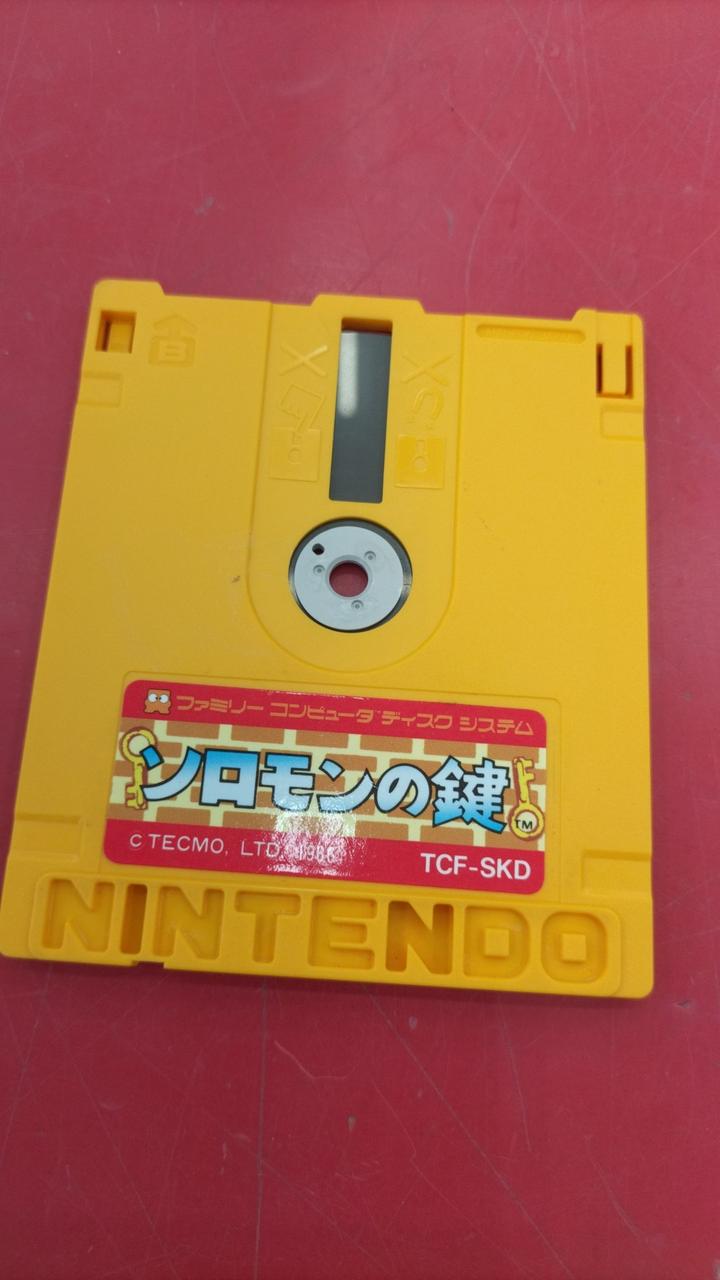 B
ファミリー コンピュータ ディスク システム
ソロモンの鍵
TM
© TECMO, LTD. 1986
TCF-SKD
NINTENDO